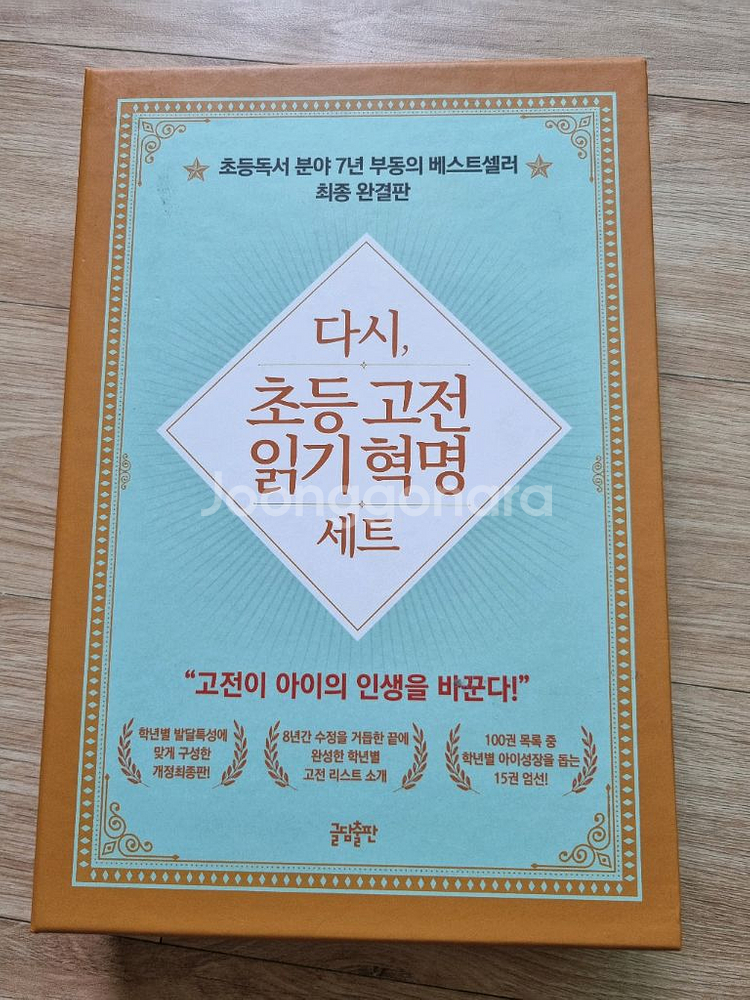 초등독서 분야 7년 부동의 베스트셀러
최종 완결판
다시,
초등 고전
읽기 혁명
세트
Joonggonara
“고전이 아이의 인생을 바꾼다!”
학년별 발달특성에
맞게 구성한
개정최종판!
8년간 수정을 거듭한 끝에
완성한 학년별
고전 리스트 소개
100권 목록 중
학년별 아이성장을 돕는
15권 엄선!
글담출판